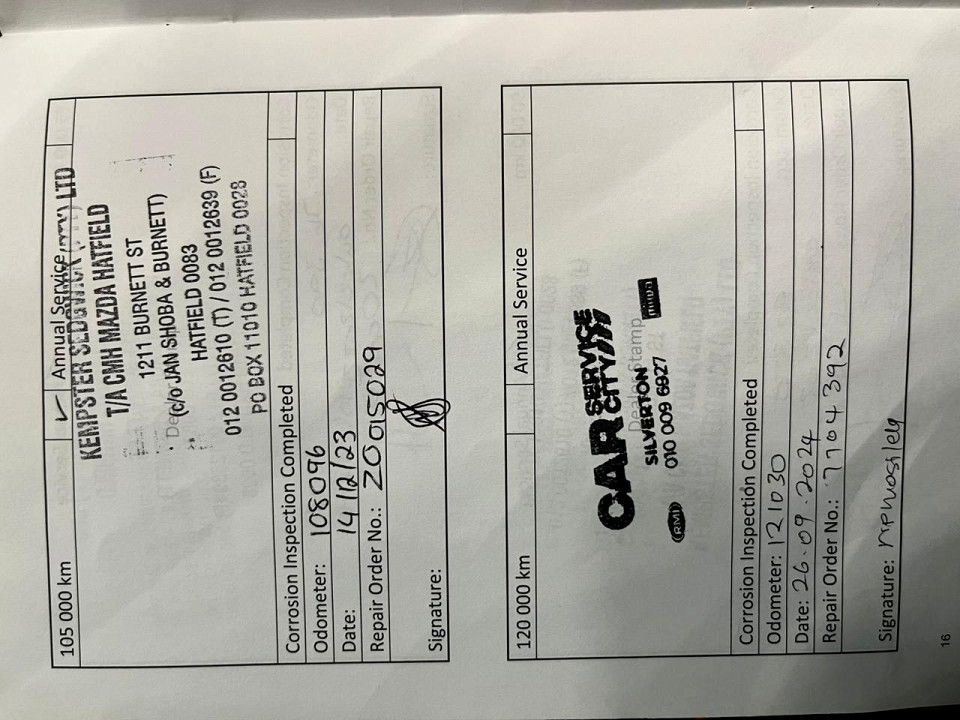 105 000 km ✓ Annual Service
KEMPSTER SEDGWICK (PTY) LTD
T/A CMH MAZDA HATFIELD
1211 BURNETT ST
(c/o JAN SHOBA & BURNETT)
HATFIELD 0083
012 0012610 (T) / 012 0012639 (F)
PO BOX 11010 HATFIELD 0028
Corrosion Inspection Completed
Odometer: 108096
Date: 14/12/23
Repair Order No.: 20015029
Signature:
120 000 km Annual Service
CAR SERVICE
CITY
Dealer Stamp
SILVERTON
010 009 6927
RMI
Corrosion Inspection Completed
Odometer: 121030
Date: 26.09.2024
Repair Order No.: 7704392
Signature:
16